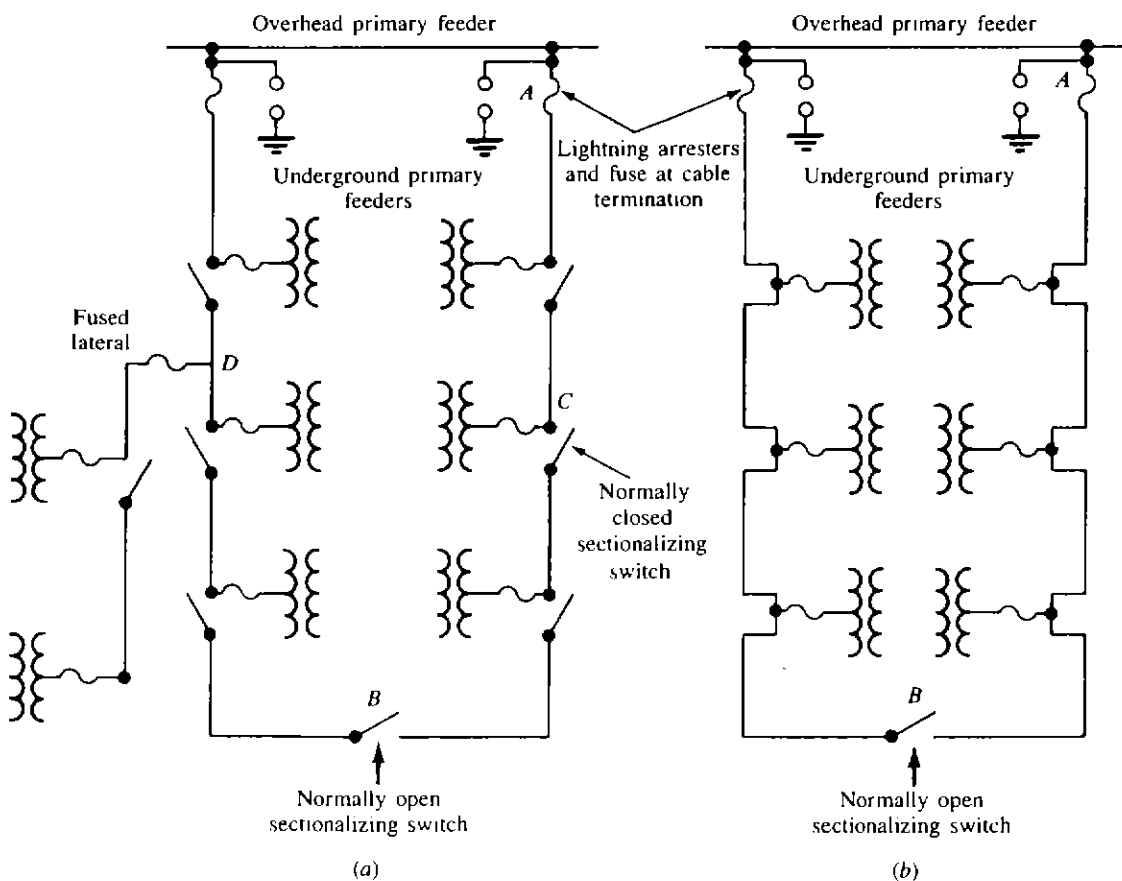 Overhead primary feeder
Overhead primary feeder
A
A
Lightning arresters
and fuse at cable
termination
Underground primary
feeders
Underground primary
feeders
Fused
lateral
D
C
Normally
closed
sectionalizing
switch
B
B
Normally open
sectionalizing switch
Normally open
sectionalizing switch
(a)
(b)